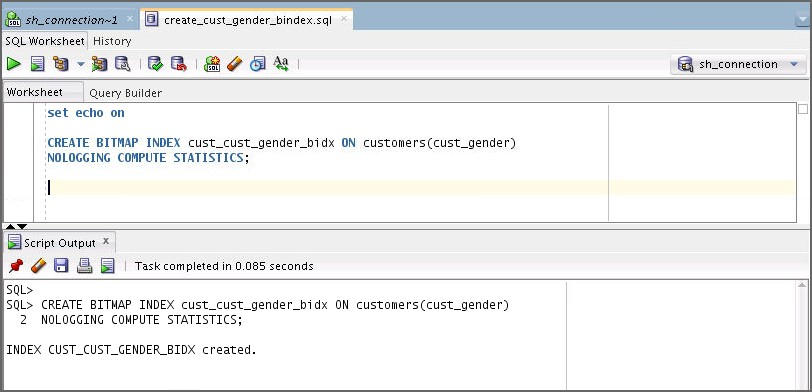 sh_connection~1 create_cust_gender_bindex.sql
SQL Worksheet History
sh_connection
Worksheet Query Builder
set echo on
CREATE BITMAP INDEX cust_cust_gender_bidx ON customers(cust_gender)
NOLOGGING COMPUTE STATISTICS;
Script Output x
Task completed in 0.085 seconds
SQL>
SQL> CREATE BITMAP INDEX cust_cust_gender_bidx ON customers(cust_gender)
2 NOLOGGING COMPUTE STATISTICS;
INDEX CUST_CUST_GENDER_BIDX created.